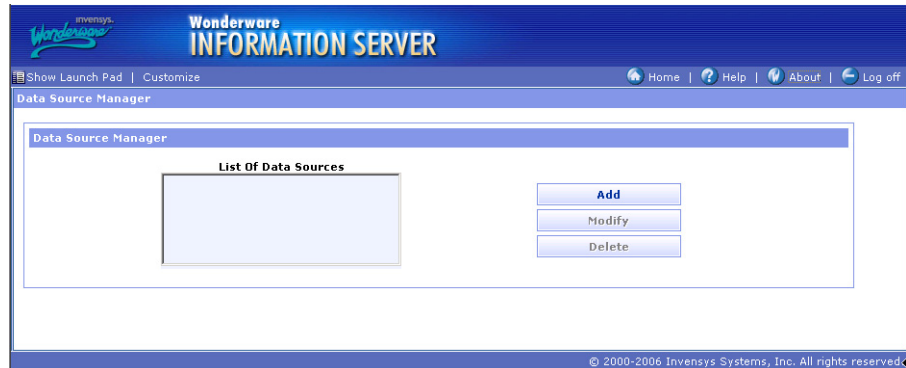 invensys.
Wonderware
Wonderware
INFORMATION SERVER
Show Launch Pad | Customize
Home | Help | About | Log off
Data Source Manager
Data Source Manager
List Of Data Sources
Add
Modify
Delete
© 2000-2006 Invensys Systems, Inc. All rights reserved.